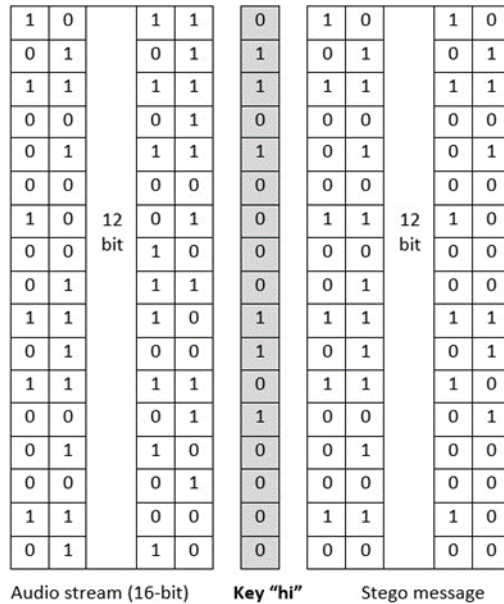 1 0 1 1 0 1 0 1 0
0 1 0 1 1 0 1 0 1
1 1 1 1 1 1 1 1 1
0 0 0 1 0 0 0 0 0
0 1 1 1 1 0 1 0 1
0 0 0 0 0 0 0 0 0
1 0 12 0 1 0 1 1 12 1 0
0 0 bit 1 0 0 0 0 bit 0 0
0 1 1 1 0 0 1 0 0
1 1 1 0 1 1 1 1 1
0 1 0 0 1 0 1 0 1
1 1 1 1 0 1 1 1 0
0 0 0 1 1 0 0 0 1
0 1 1 0 0 0 1 0 0
0 0 0 1 0 0 0 0 0
1 1 0 0 0 1 1 1 0
0 1 1 0 0 0 1 0 0
Audio stream (16-bit) Key “hi” Stego message